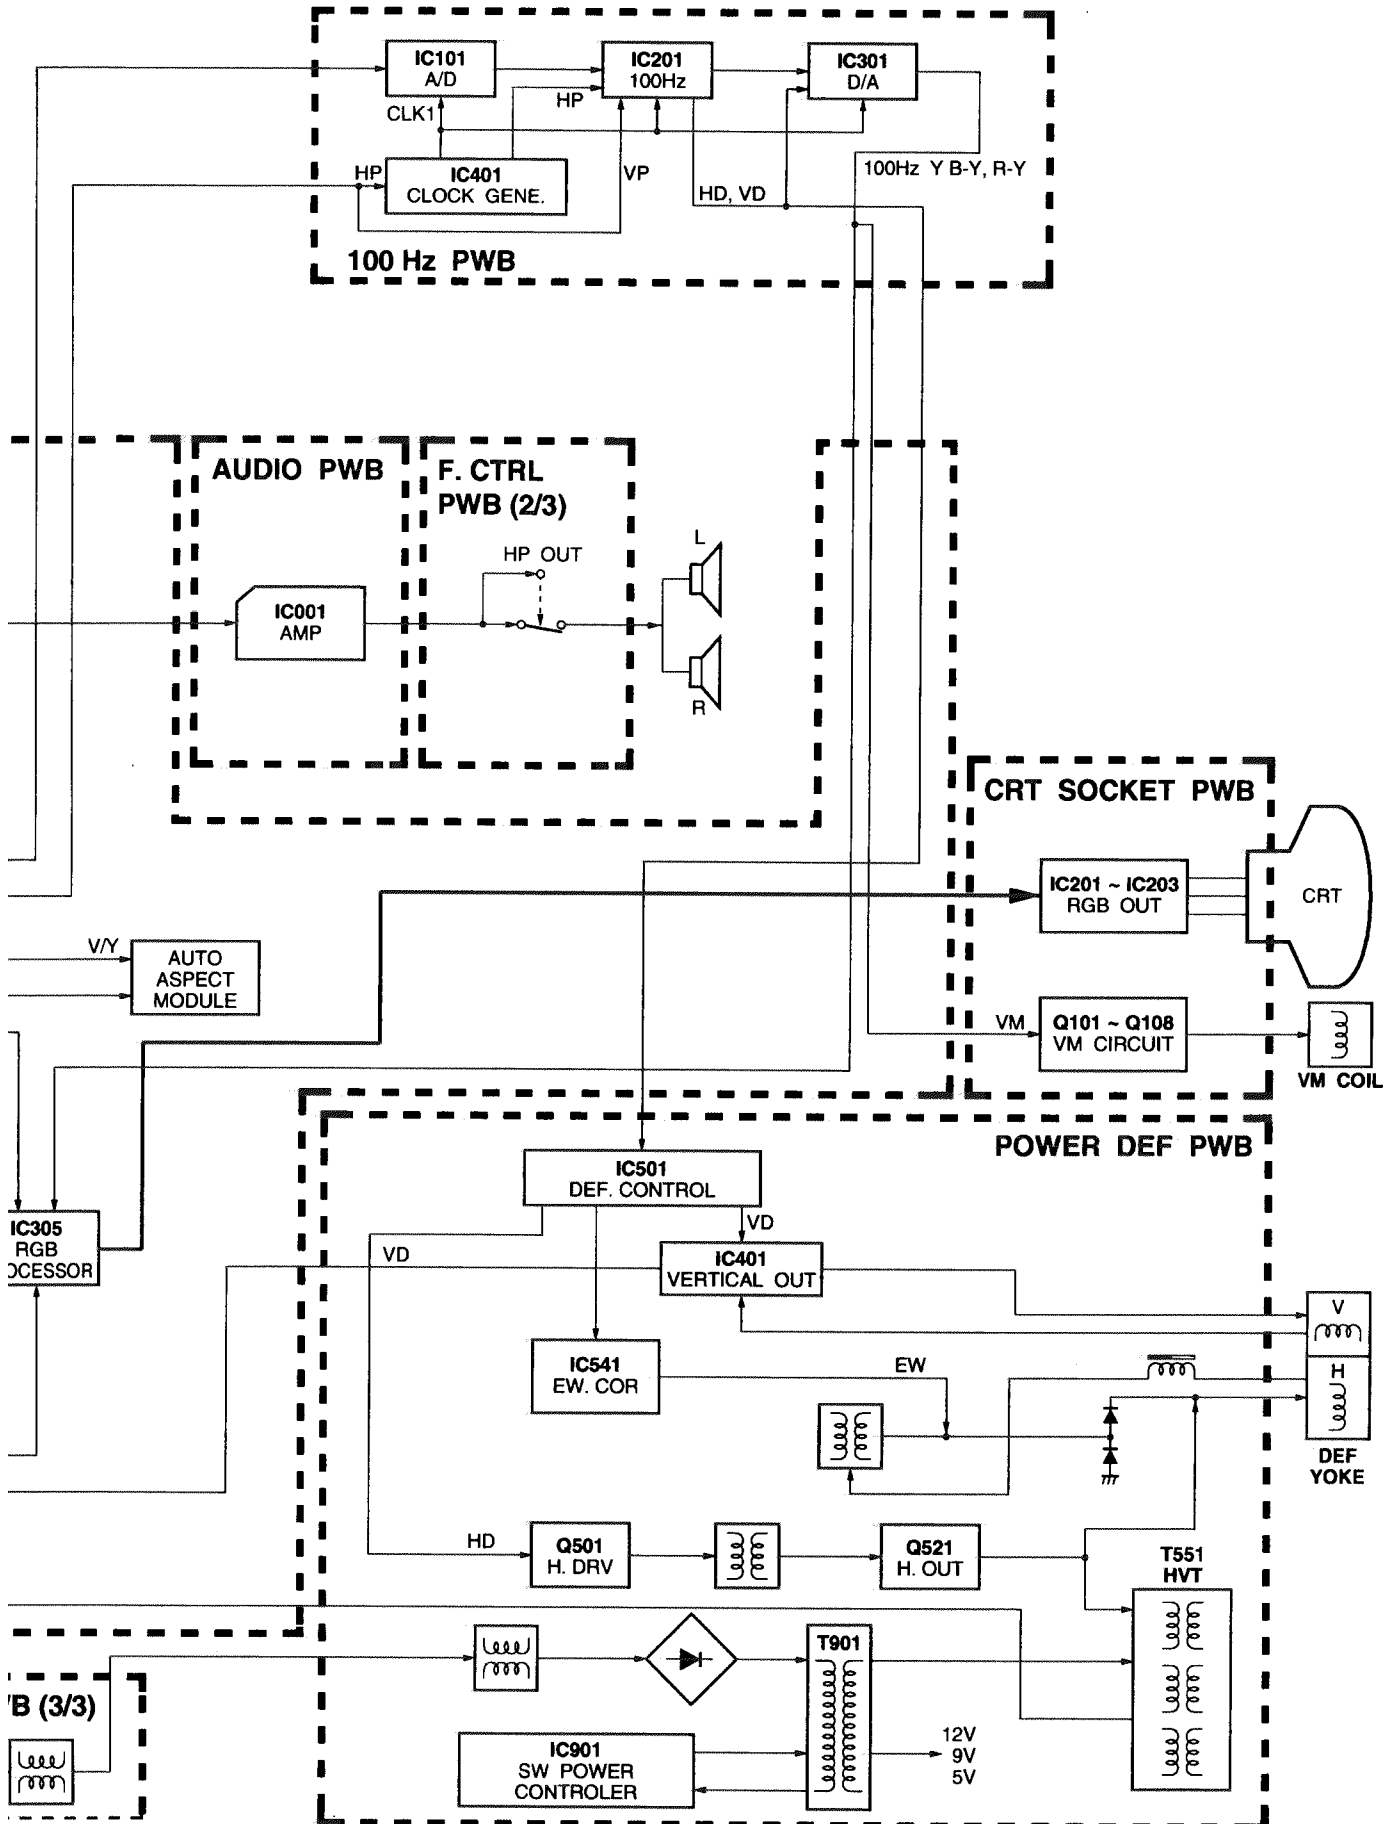 IC101
A/D
IC201
100Hz
IC301
D/A
HP
CLK1
HP
IC401
CLOCK GENE.
VP
100Hz Y B-Y, R-Y
HD, VD
100 Hz PWB
AUDIO PWB
F. CTRL
PWB (2/3)
L
HP OUT
IC001
AMP
R
CRT SOCKET PWB
IC201 ~ IC203
RGB OUT
CRT
V/Y
AUTO
ASPECT
MODULE
VM
Q101 ~ Q108
VM CIRCUIT
VM COIL
POWER DEF PWB
IC501
DEF. CONTROL
IC305
RGB
OCESSOR
VD
VD
IC401
VERTICAL OUT
V
IC541
EW. COR
EW
H
DEF
YOKE
HD
Q501
H. DRV
Q521
H. OUT
T551
HVT
T901
B (3/3)
IC901
SW POWER
CONTROLER
12V
9V
5V